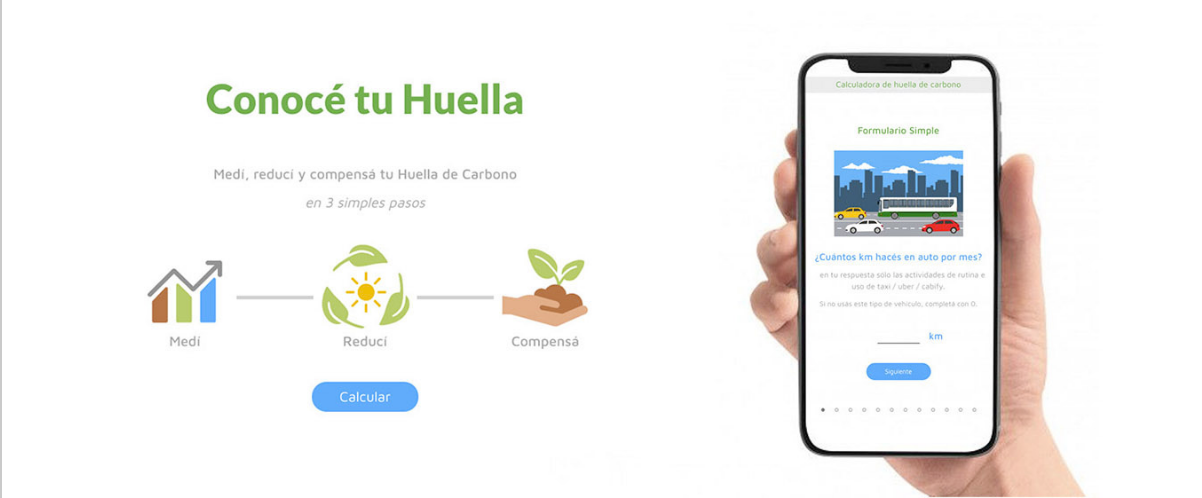 Conocé tu Huella
Medí, reducí y compensá tu Huella de Carbono
en 3 simples pasos
Medí
Reducí
Compensá
Calcular
Calculadora de huella de carbono
Formulario Simple
¿Cuántos km hacés en auto por mes?
en tu respuesta sólo las actividades de rutina e
uso de taxi / uber / cabify.
Si no usás este tipo de vehículo, completá con 0.
km
Siguiente